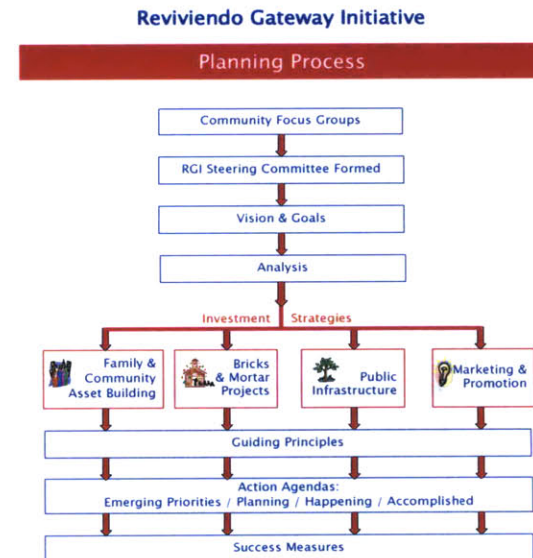 Reviviendo Gateway Initiative
Planning Process
Community Focus Groups
RGI Steering Committee Formed
Vision & Goals
Analysis
Investment Strategies
Family &
Community
Asset Building
Bricks
& Mortar
Projects
Public
Infrastructure
Marketing &
Promotion
Guiding Principles
Action Agendas:
Emerging Priorities / Planning / Happening / Accomplished
Success Measures